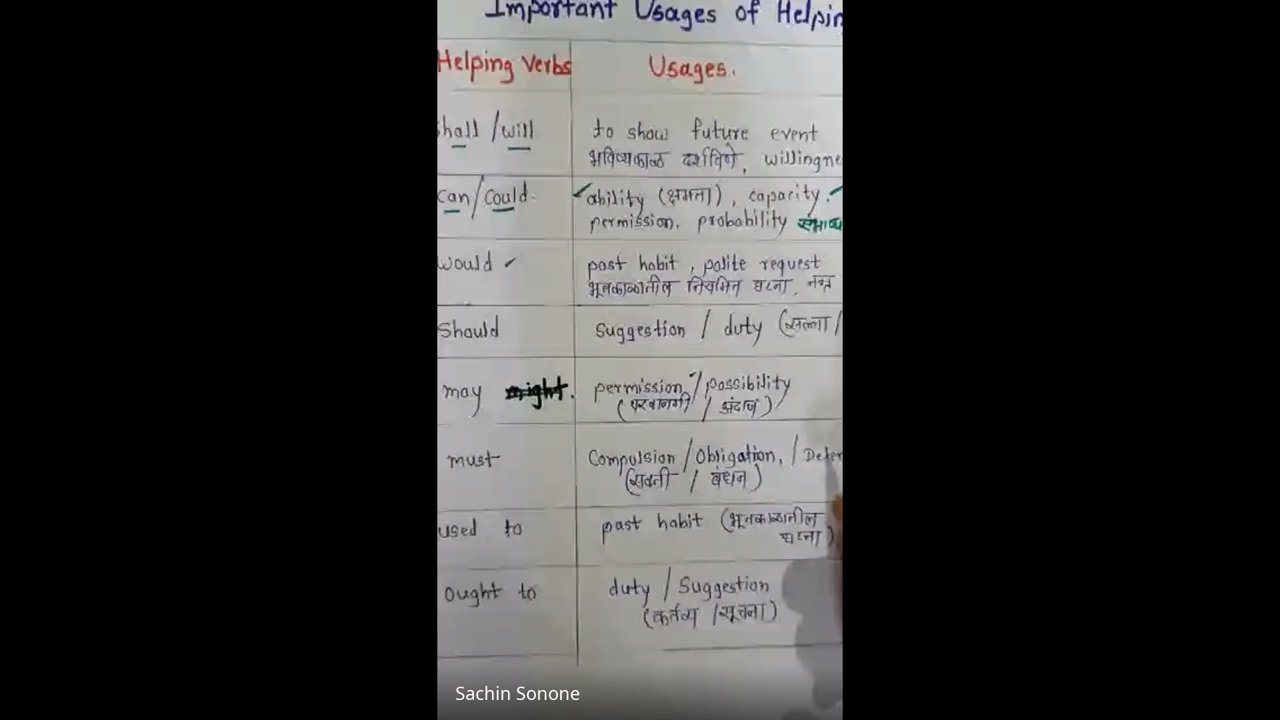 Important Usages of Helpin
Helping Verbs Usages.
hall / will to show future event
भविष्यकाळ दर्शविणे, willingne
can/could. ability (क्षमता), capacity.
permission, probability संभाव्य
would past habit, polite request
भूतकाळातील नियमित घटना, नम्र
Should Suggestion / duty (सल्ला /
may might. permission / possibility
(परवानगी / अंदाज)
must Compulsion / Obligation, / Deter
(सक्ती / बंधन)
used to past habit (भूतकाळातील
घटना)
ought to duty / Suggestion
(कर्तव्य / सूचना)
Sachin Sonone